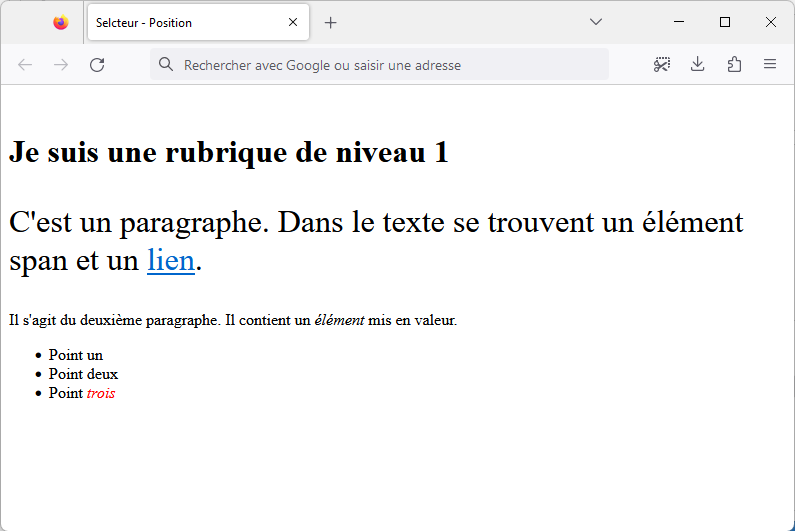 Selcteur - Position
Rechercher avec Google ou saisir une adresse
Je suis une rubrique de niveau 1
C'est un paragraphe. Dans le texte se trouvent un élément
span et un lien.
Il s'agit du deuxième paragraphe. Il contient un élément mis en valeur.
Point un
Point deux
Point trois